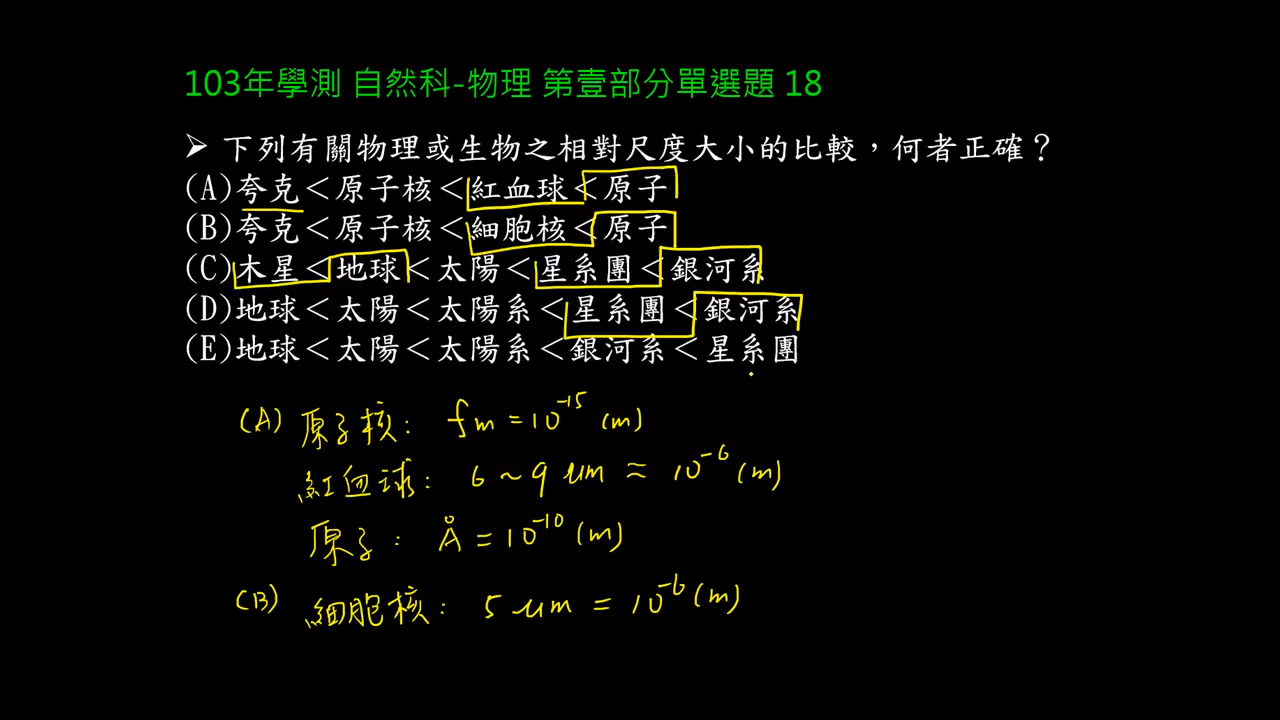 103年學測 自然科-物理 第壹部分單選題 18
➢ 下列有關物理或生物之相對尺度大小的比較，何者正確？
(A)夸克＜原子核＜紅血球＜原子
(B)夸克＜原子核＜細胞核＜原子
(C)木星＜地球＜太陽＜星系團＜銀河系
(D)地球＜太陽＜太陽系＜星系團＜銀河系
(E)地球＜太陽＜太陽系＜銀河系＜星系團
(A) 原子核： fm = 10⁻¹⁵ (m)
紅血球： 6 ~ 9 μm ≈ 10⁻⁶ (m)
原子： Å = 10⁻¹⁰ (m)
(B) 細胞核： 5 μm = 10⁻⁶ (m)